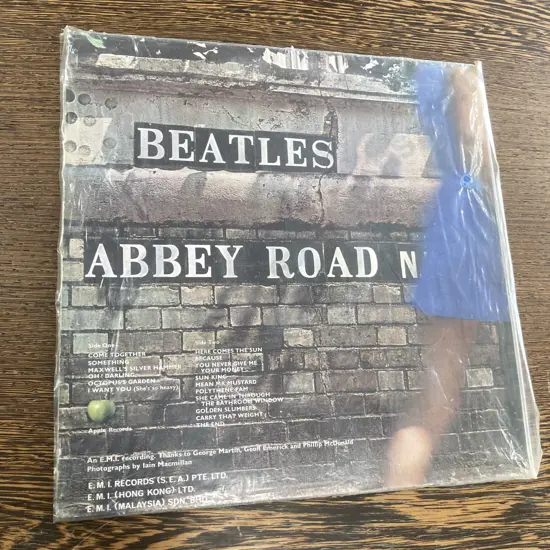 BEATLES
ABBEY ROAD N
Side One
COME TOGETHER
SOMETHING
MAXWELL'S SILVER HAMMER
OH! DARLING
OCTOPUS'S GARDEN
I WANT YOU (She's so heavy)
Side
HERE COMES THE SUN
BECAUSE
YOU NEVER GIVE ME
YOUR MONEY
SUN KING
MEAN MR MUSTARD
POLYTHENE PAM
SHE CAME IN THROUGH
THE BATHROOM WINDOW
GOLDEN SLUMBERS
CARRY THAT WEIGHT
THE END
Apple Records
An E.M.I. recording. Thanks to George Martin, Geoff Emerick and Phillip McDonald
Photographs by Iain Macmillan
E.M.I. RECORDS (S.E.A.) PTE. LTD.
E.M.I. (HONG KONG) LTD.
E.M.I. (MALAYSIA) SDN. BHD.